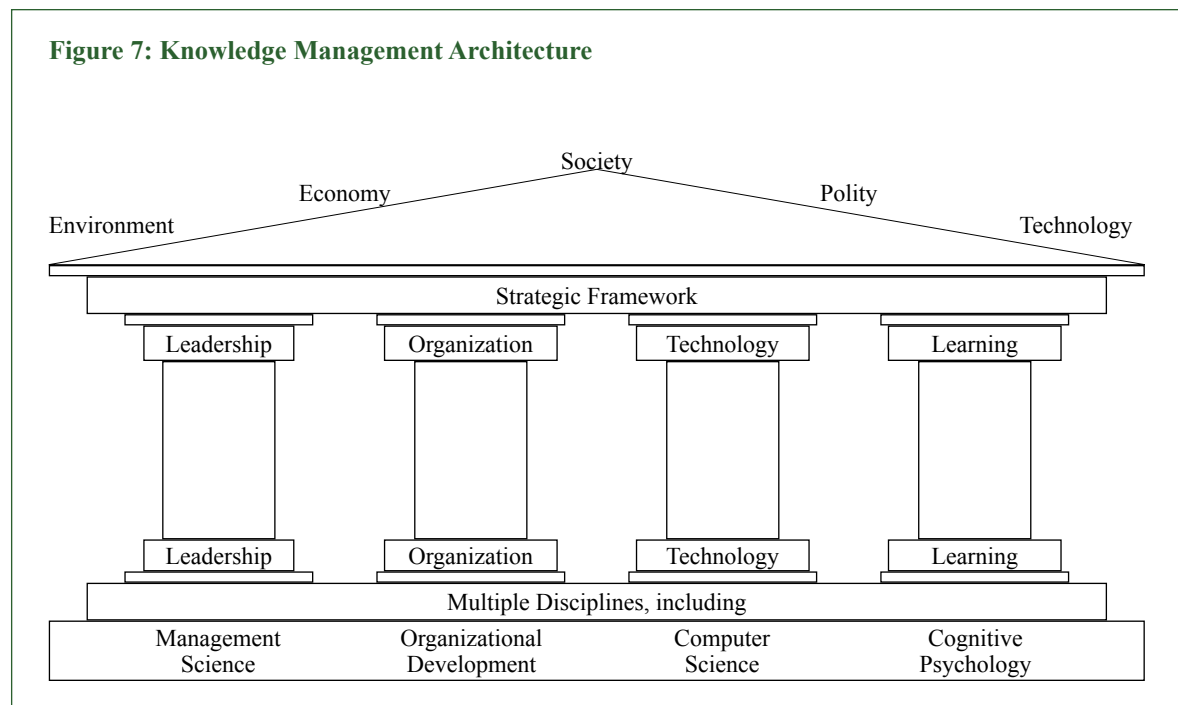 Figure 7: Knowledge Management Architecture
Society
Economy Polity
Environment Technology
Strategic Framework
Leadership Organization Technology Learning
Leadership Organization Technology Learning
Multiple Disciplines, including
Management Organizational Computer Cognitive
Science Development Science Psychology